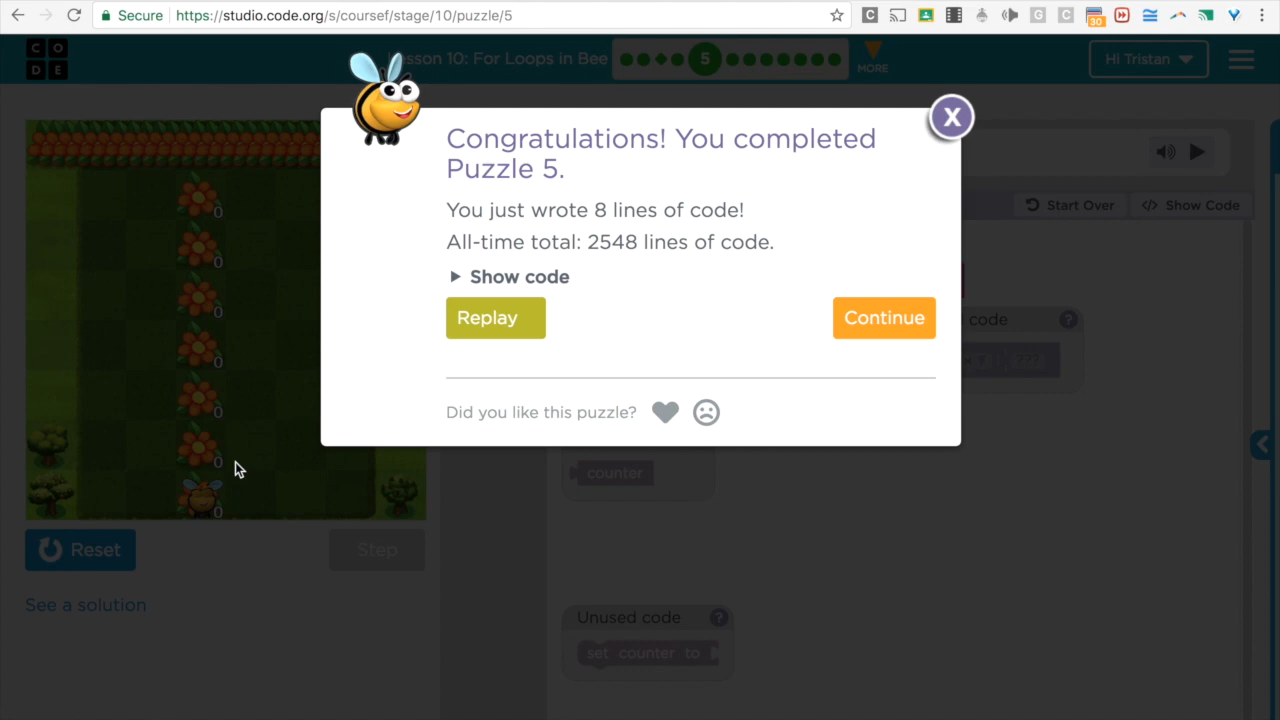 Secure https://studio.code.org/s/coursef/stage/10/puzzle/5
30
C O
D E
sson 10: For Loops in Bee
5
MORE
Hi Tristan
X
Congratulations! You completed
Puzzle 5.
You just wrote 8 lines of code!
All-time total: 2548 lines of code.
Show code
Replay
Continue
Did you like this puzzle?
Start Over
</> Show Code
code
?
???
0
0
0
0
0
0
0
counter
Reset
Step
See a solution
Unused code
?
set counter to